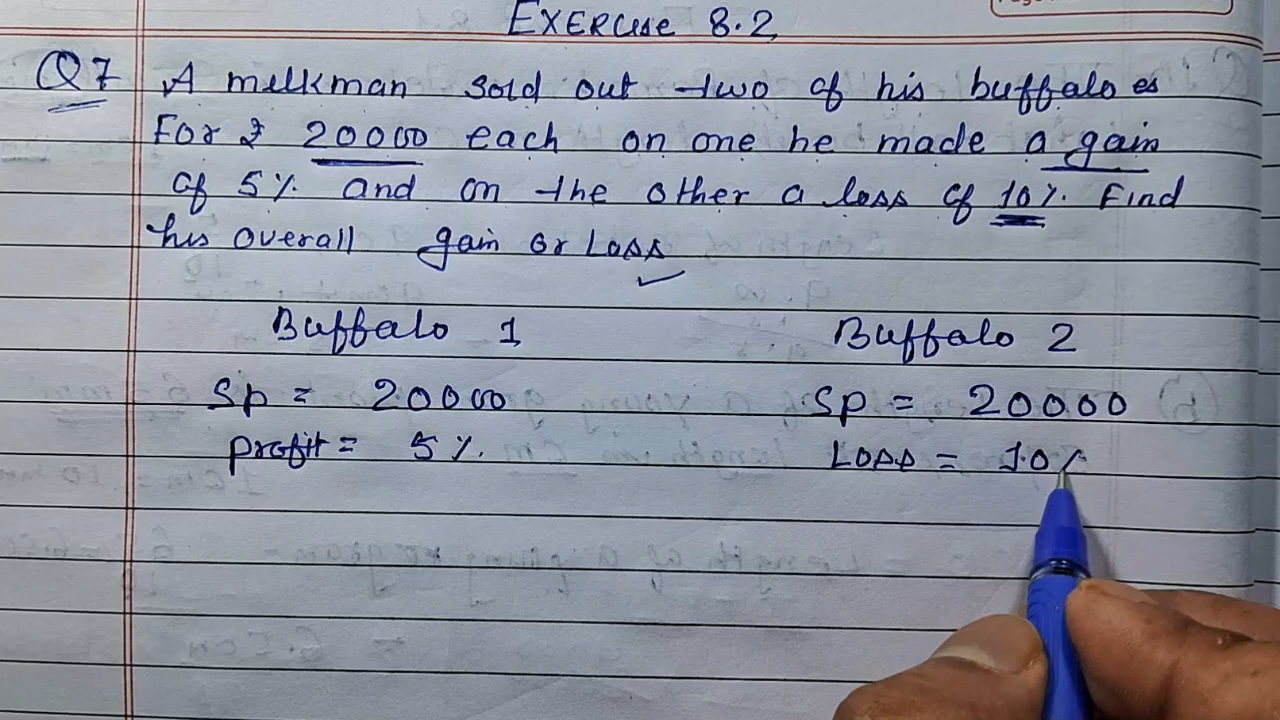 EXERCISE 8.2
Q7 A milkman sold out two of his buffaloes
For ₹ 20000 each on one he made a gain
of 5% and on the other a loss of 10%. Find
his overall gain or Loss
Buffalo 1 Buffalo 2
SP = 20000 SP = 20000
profit = 5%. Loss = 10%